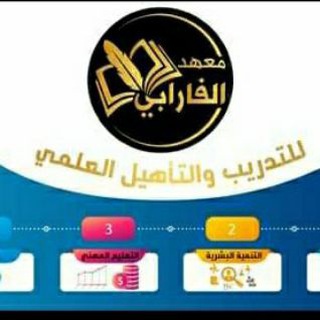 معهد
الفارابي
للتدريب والتأهيل العلمي
2
3
التنمية البشرية
التعليم المهني